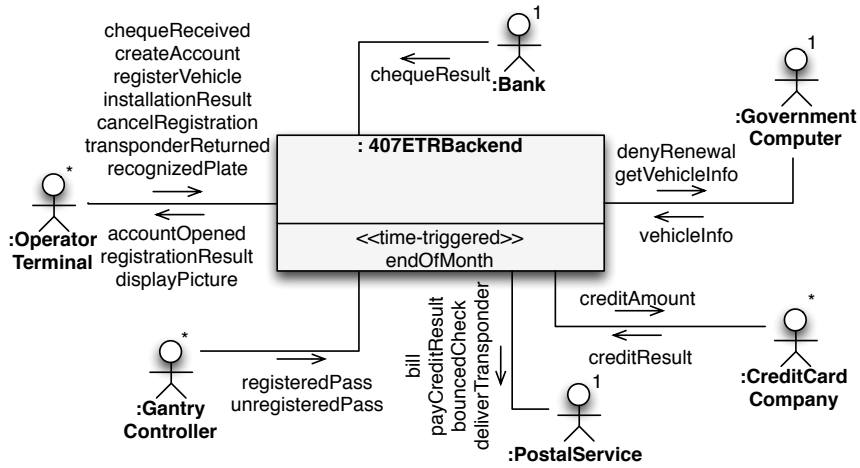 chequeReceived
createAccount
registerVehicle
installationResult
cancelRegistration
transponderReturned
recognizedPlate
*
:Operator
Terminal
accountOpened
registrationResult
displayPicture
1
:Bank
chequeResult
: 407ETRBackend
<<time-triggered>>
endOfMonth
1
:Government
Computer
denyRenewal
getVehicleInfo
vehicleInfo
*
:Gantry
Controller
registeredPass
unregisteredPass
bill
payCreditResult
bouncedCheck
deliverTransponder
1
:PostalService
creditAmount
creditResult
*
:CreditCard
Company